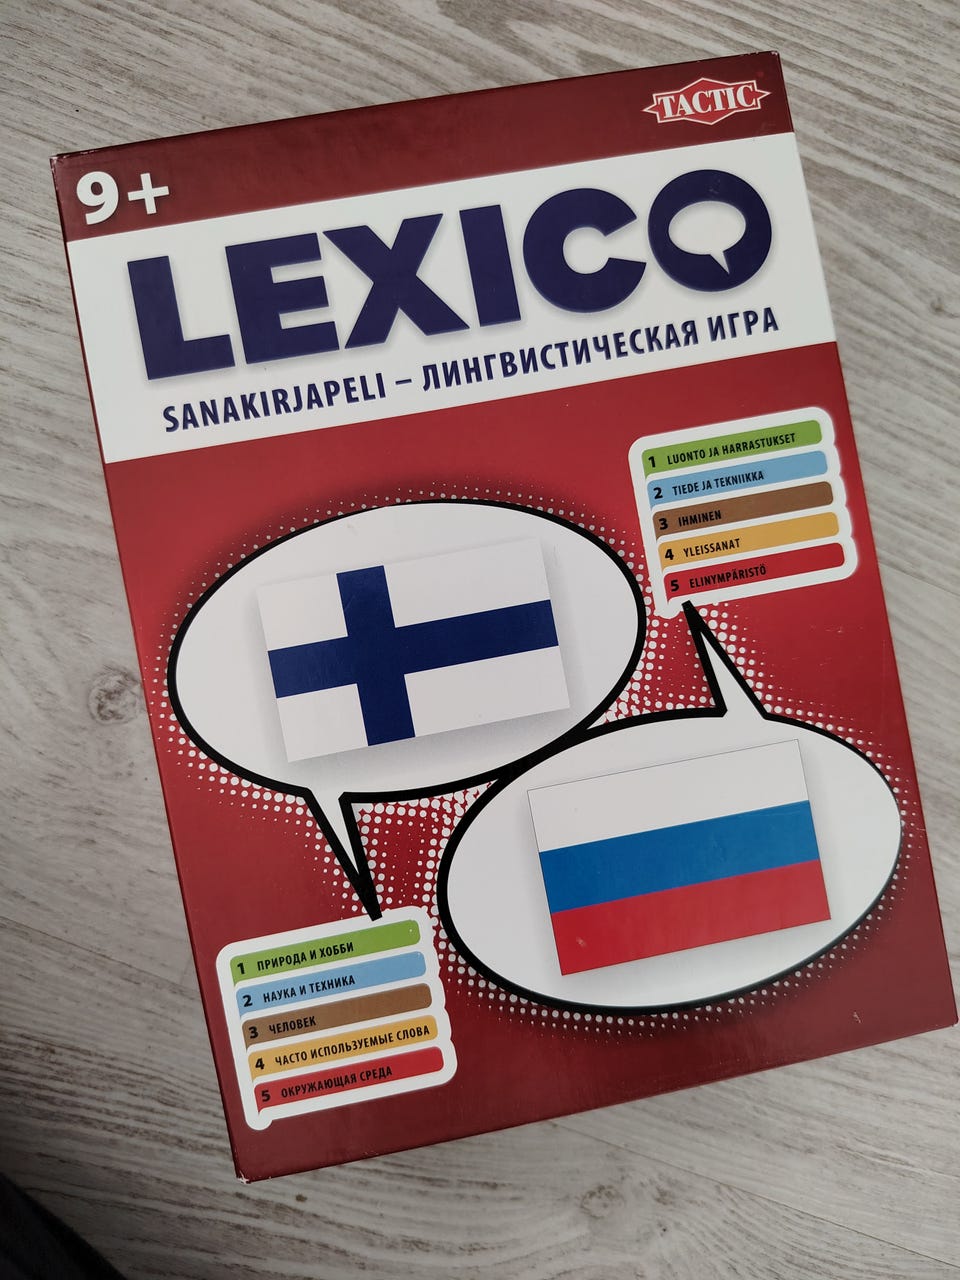 TACTIC
9+
LEXICO
SANAKIRJAPELI – ЛИНГВИСТИЧЕСКАЯ ИГРА
1 LUONTO JA HARRASTUKSET
2 TIEDE JA TEKNIIKKA
3 IHMINEN
4 YLEISSANAT
5 ELINYMPÄRISTÖ
1 ПРИРОДА И ХОББИ
2 НАУКА И ТЕХНИКА
3 ЧЕЛОВЕК
4 ЧАСТО ИСПОЛЬЗУЕМЫЕ СЛОВА
5 ОКРУЖАЮЩАЯ СРЕДА